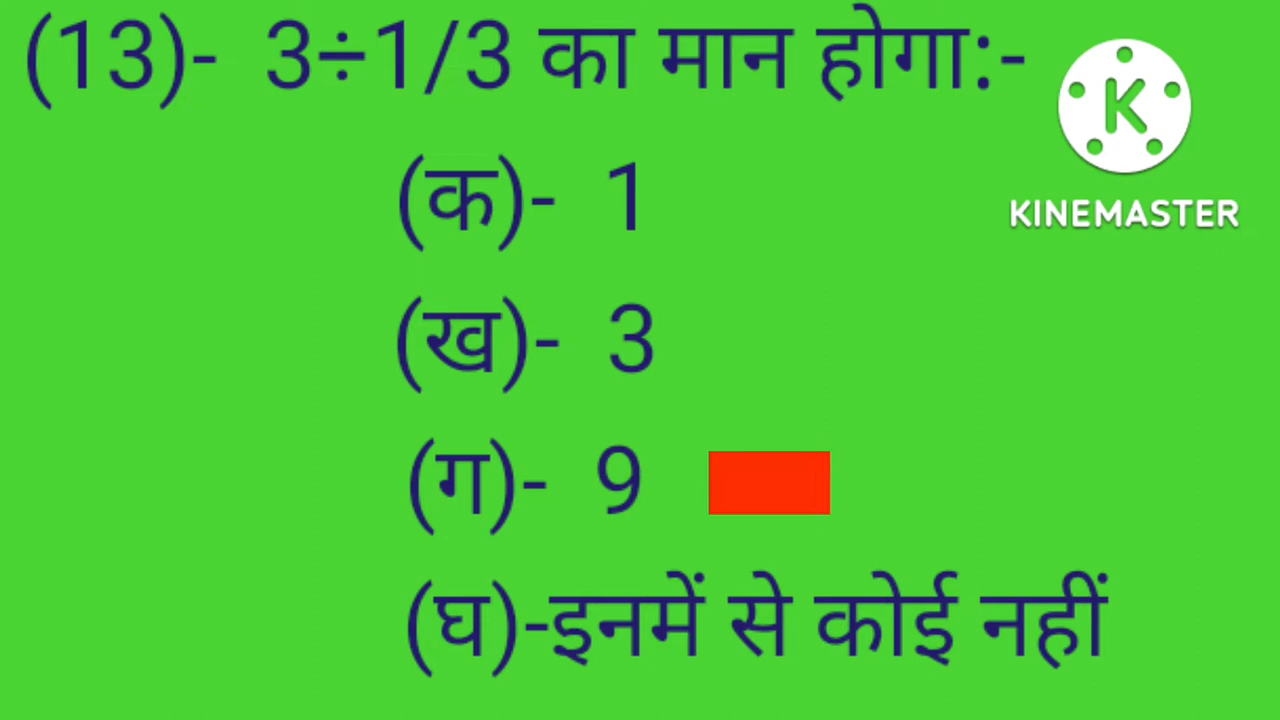 (13)- 3÷1/3 का मान होगा:-
K
KINEMASTER
(क)- 1
(ख)- 3
(ग)- 9
(घ)-इनमें से कोई नहीं